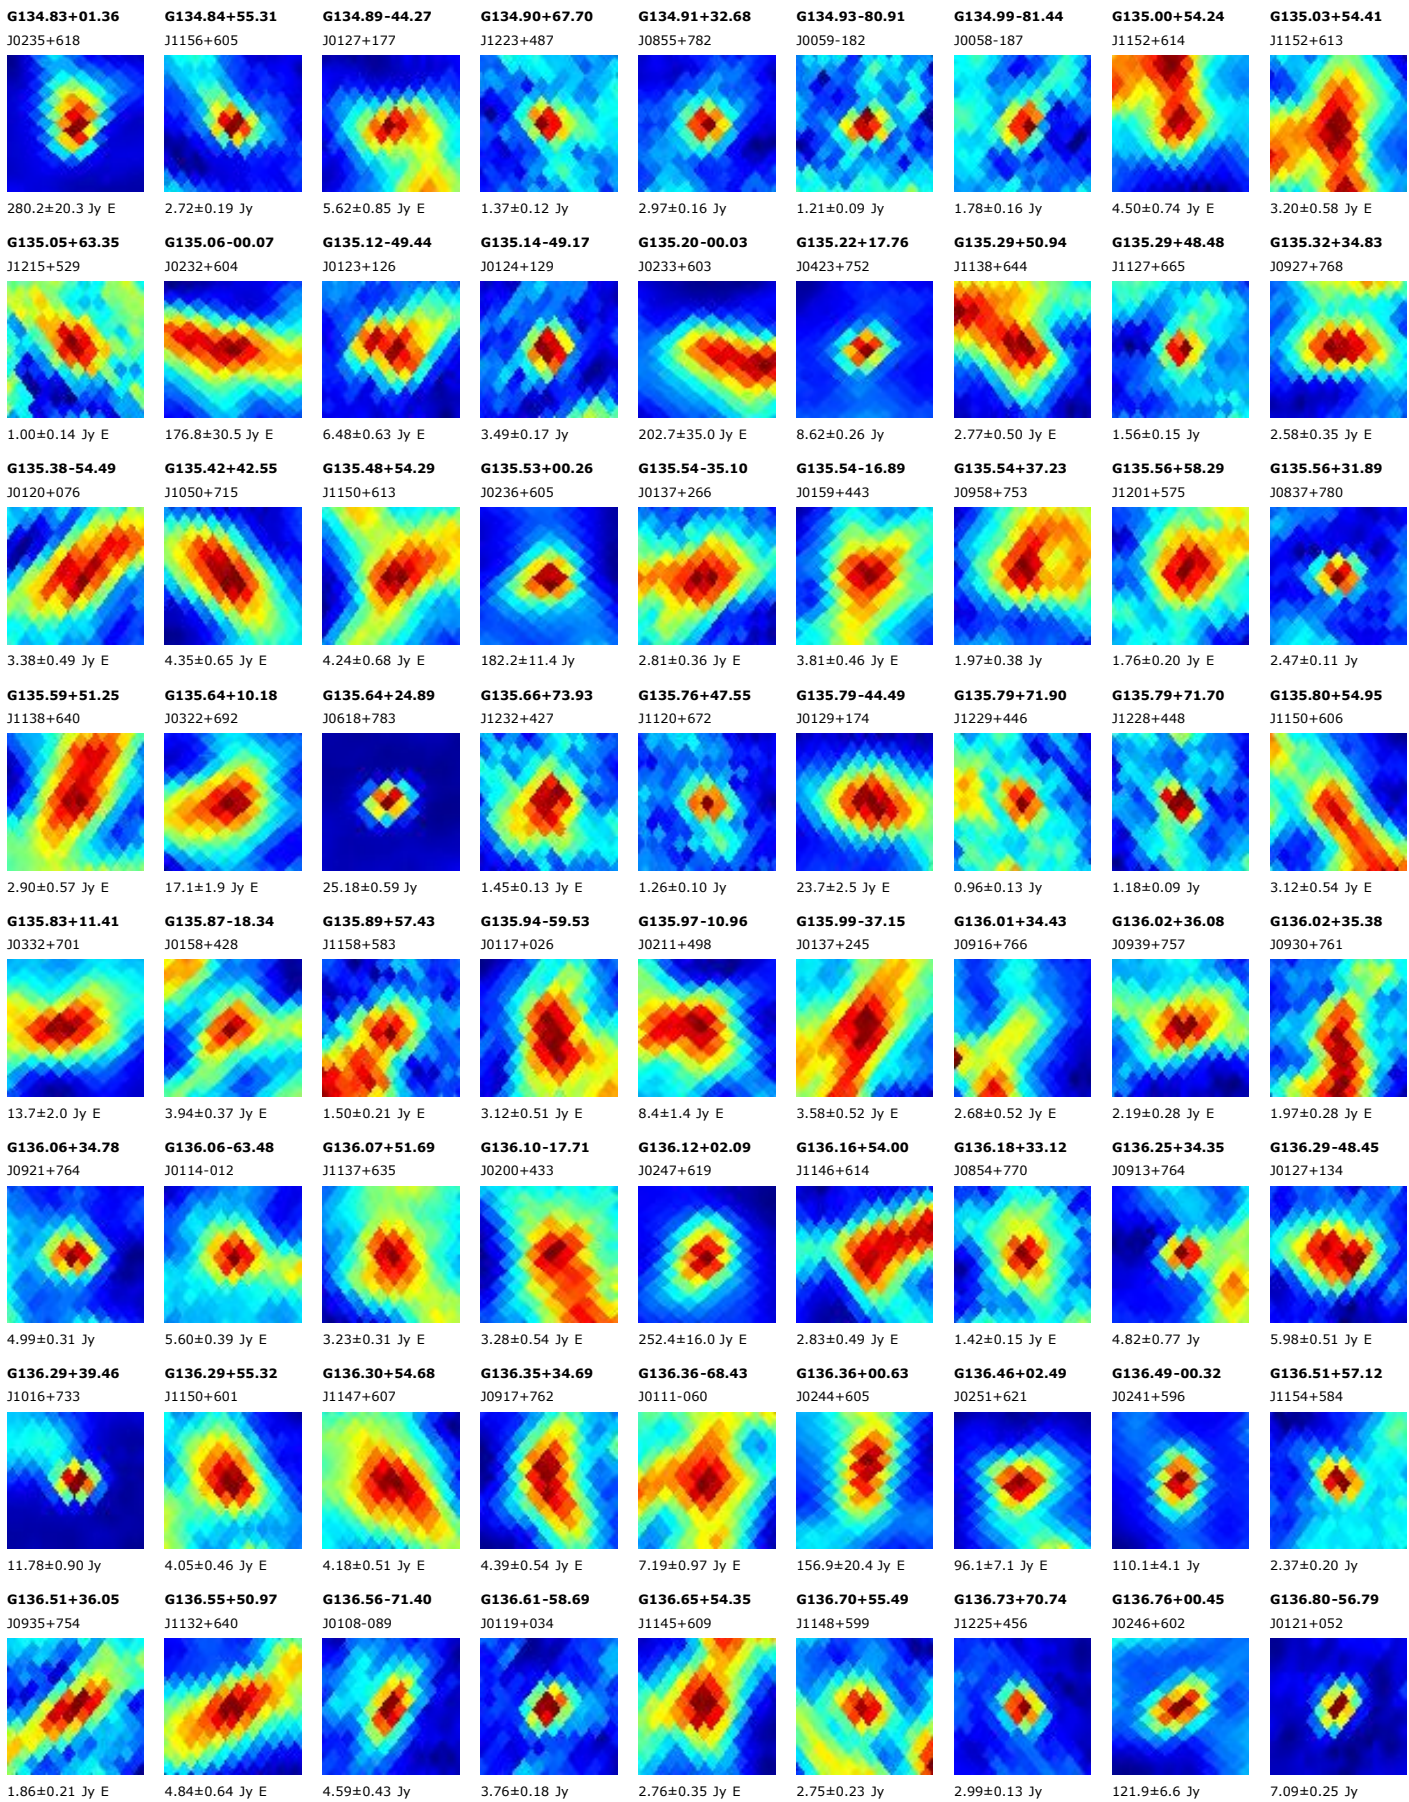 G134.83+01.36 G134.84+55.31 G134.89-44.27 G134.90+67.70 G134.91+32.68 G134.93-80.91 G134.99-81.44 G135.00+54.24 G135.03+54.41
J0235+618 J1156+605 J0127+177 J1223+487 J0855+782 J0059-182 J0058-187 J1152+614 J1152+613
280.2±20.3 Jy E 2.72±0.19 Jy 5.62±0.85 Jy E 1.37±0.12 Jy 2.97±0.16 Jy 1.21±0.09 Jy 1.78±0.16 Jy 4.50±0.74 Jy E 3.20±0.58 Jy E
G135.05+63.35 G135.06-00.07 G135.12-49.44 G135.14-49.17 G135.20-00.03 G135.22+17.76 G135.29+50.94 G135.29+48.48 G135.32+34.83
J1215+529 J0232+604 J0123+126 J0124+129 J0233+603 J0423+752 J1138+644 J1127+665 J0927+768
1.00±0.14 Jy E 176.8±30.5 Jy E 6.48±0.63 Jy E 3.49±0.17 Jy 202.7±35.0 Jy E 8.62±0.26 Jy 2.77±0.50 Jy E 1.56±0.15 Jy 2.58±0.35 Jy E
G135.38-54.49 G135.42+42.55 G135.48+54.29 G135.53+00.26 G135.54-35.10 G135.54-16.89 G135.54+37.23 G135.56+58.29 G135.56+31.89
J0120+076 J1050+715 J1150+613 J0236+605 J0137+266 J0159+443 J0958+753 J1201+575 J0837+780
3.38±0.49 Jy E 4.35±0.65 Jy E 4.24±0.68 Jy E 182.2±11.4 Jy 2.81±0.36 Jy E 3.81±0.46 Jy E 1.97±0.38 Jy 1.76±0.20 Jy E 2.47±0.11 Jy
G135.59+51.25 G135.64+10.18 G135.64+24.89 G135.66+73.93 G135.76+47.55 G135.79-44.49 G135.79+71.90 G135.79+71.70 G135.80+54.95
J1138+640 J0322+692 J0618+783 J1232+427 J1120+672 J0129+174 J1229+446 J1228+448 J1150+606
2.90±0.57 Jy E 17.1±1.9 Jy E 25.18±0.59 Jy 1.45±0.13 Jy E 1.26±0.10 Jy 23.7±2.5 Jy E 0.96±0.13 Jy 1.18±0.09 Jy 3.12±0.54 Jy E
G135.83+11.41 G135.87-18.34 G135.89+57.43 G135.94-59.53 G135.97-10.96 G135.99-37.15 G136.01+34.43 G136.02+36.08 G136.02+35.38
J0332+701 J0158+428 J1158+583 J0117+026 J0211+498 J0137+245 J0916+766 J0939+757 J0930+761
13.7±2.0 Jy E 3.94±0.37 Jy E 1.50±0.21 Jy E 3.12±0.51 Jy E 8.4±1.4 Jy E 3.58±0.52 Jy E 2.68±0.52 Jy E 2.19±0.28 Jy E 1.97±0.28 Jy E
G136.06+34.78 G136.06-63.48 G136.07+51.69 G136.10-17.71 G136.12+02.09 G136.16+54.00 G136.18+33.12 G136.25+34.35 G136.29-48.45
J0921+764 J0114-012 J1137+635 J0200+433 J0247+619 J1146+614 J0854+770 J0913+764 J0127+134
4.99±0.31 Jy 5.60±0.39 Jy E 3.23±0.31 Jy E 3.28±0.54 Jy E 252.4±16.0 Jy E 2.83±0.49 Jy E 1.42±0.15 Jy E 4.82±0.77 Jy 5.98±0.51 Jy E
G136.29+39.46 G136.29+55.32 G136.30+54.68 G136.35+34.69 G136.36-68.43 G136.36+00.63 G136.46+02.49 G136.49-00.32 G136.51+57.12
J1016+733 J1150+601 J1147+607 J0917+762 J0111-060 J0244+605 J0251+621 J0241+596 J1154+584
11.78±0.90 Jy 4.05±0.46 Jy E 4.18±0.51 Jy E 4.39±0.54 Jy E 7.19±0.97 Jy E 156.9±20.4 Jy E 96.1±7.1 Jy E 110.1±4.1 Jy 2.37±0.20 Jy
G136.51+36.05 G136.55+50.97 G136.56-71.40 G136.61-58.69 G136.65+54.35 G136.70+55.49 G136.73+70.74 G136.76+00.45 G136.80-56.79
J0935+754 J1132+640 J0108-089 J0119+034 J1145+609 J1148+599 J1225+456 J0246+602 J0121+052
1.86±0.21 Jy E 4.84±0.64 Jy E 4.59±0.43 Jy 3.76±0.18 Jy 2.76±0.35 Jy E 2.75±0.23 Jy 2.99±0.13 Jy 121.9±6.6 Jy 7.09±0.25 Jy